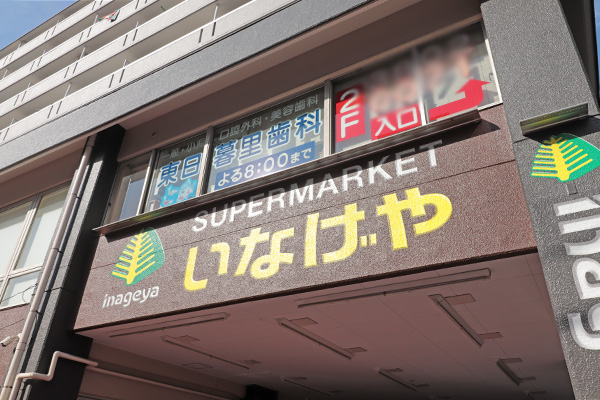 口腔外科・美容歯科
東日暮里歯科
よる8:00まで
2F
入口
SUPERMARKET
いなげや
inageya
inag